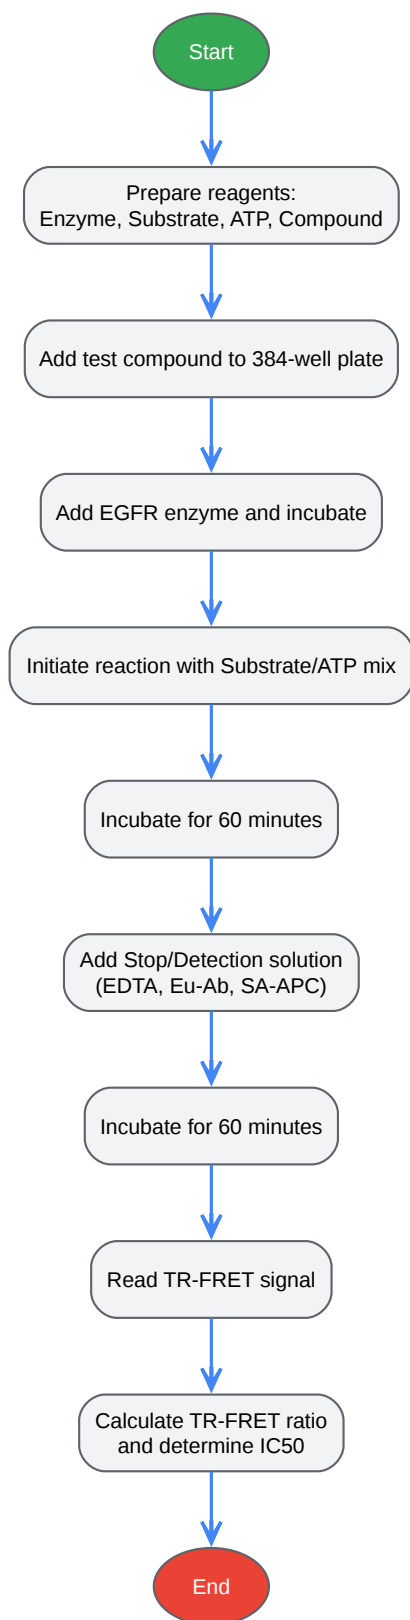 Start
Prepare reagents:
Enzyme, Substrate, ATP, Compound
Add test compound to 384-well plate
Add EGFR enzyme and incubate
Initiate reaction with Substrate/ATP mix
Incubate for 60 minutes
Add Stop/Detection solution
(EDTA, Eu-Ab, SA-APC)
Incubate for 60 minutes
Read TR-FRET signal
Calculate TR-FRET ratio
and determine IC50
End